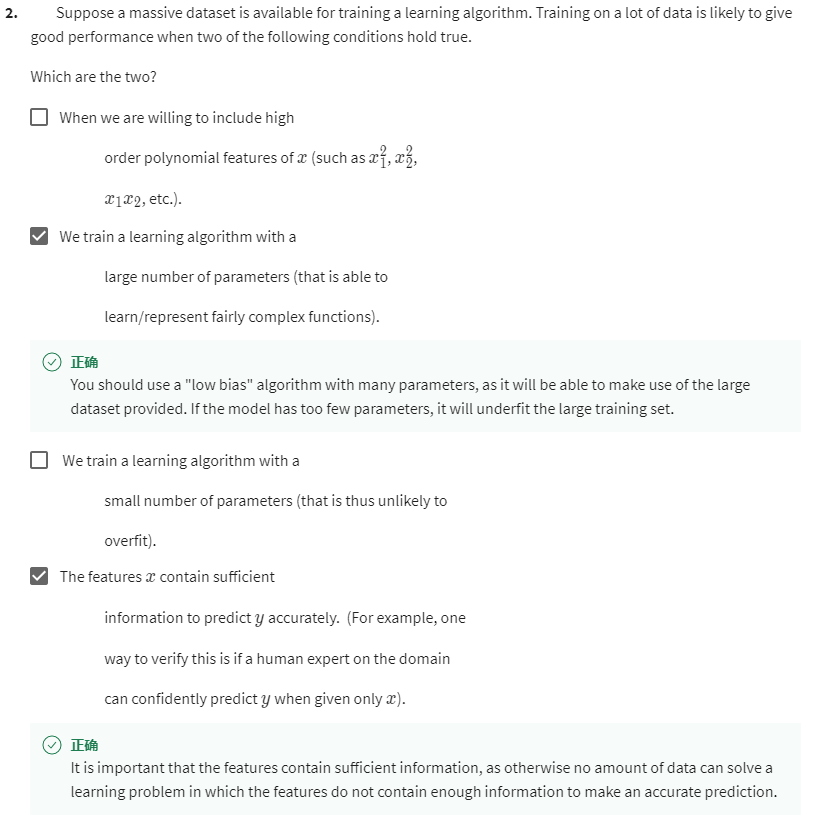 2. Suppose a massive dataset is available for training a learning algorithm. Training on a lot of data is likely to give
good performance when two of the following conditions hold true.
Which are the two?
When we are willing to include high
order polynomial features of x (such as x₁², x₂²,
x₁x₂, etc.).
We train a learning algorithm with a
large number of parameters (that is able to
learn/represent fairly complex functions).
正确
You should use a "low bias" algorithm with many parameters, as it will be able to make use of the large
dataset provided. If the model has too few parameters, it will underfit the large training set.
We train a learning algorithm with a
small number of parameters (that is thus unlikely to
overfit).
The features x contain sufficient
information to predict y accurately. (For example, one
way to verify this is if a human expert on the domain
can confidently predict y when given only x).
正确
It is important that the features contain sufficient information, as otherwise no amount of data can solve a
learning problem in which the features do not contain enough information to make an accurate prediction.